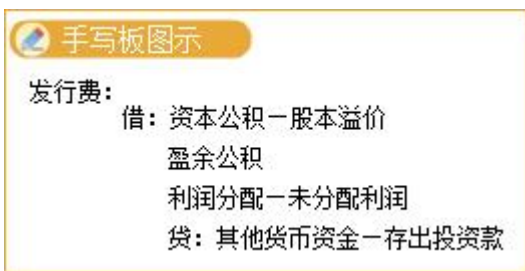 手写板图示
发行费:
借：资本公积－股本溢价
盈余公积
利润分配－未分配利润
贷：其他货币资金－存出投资款